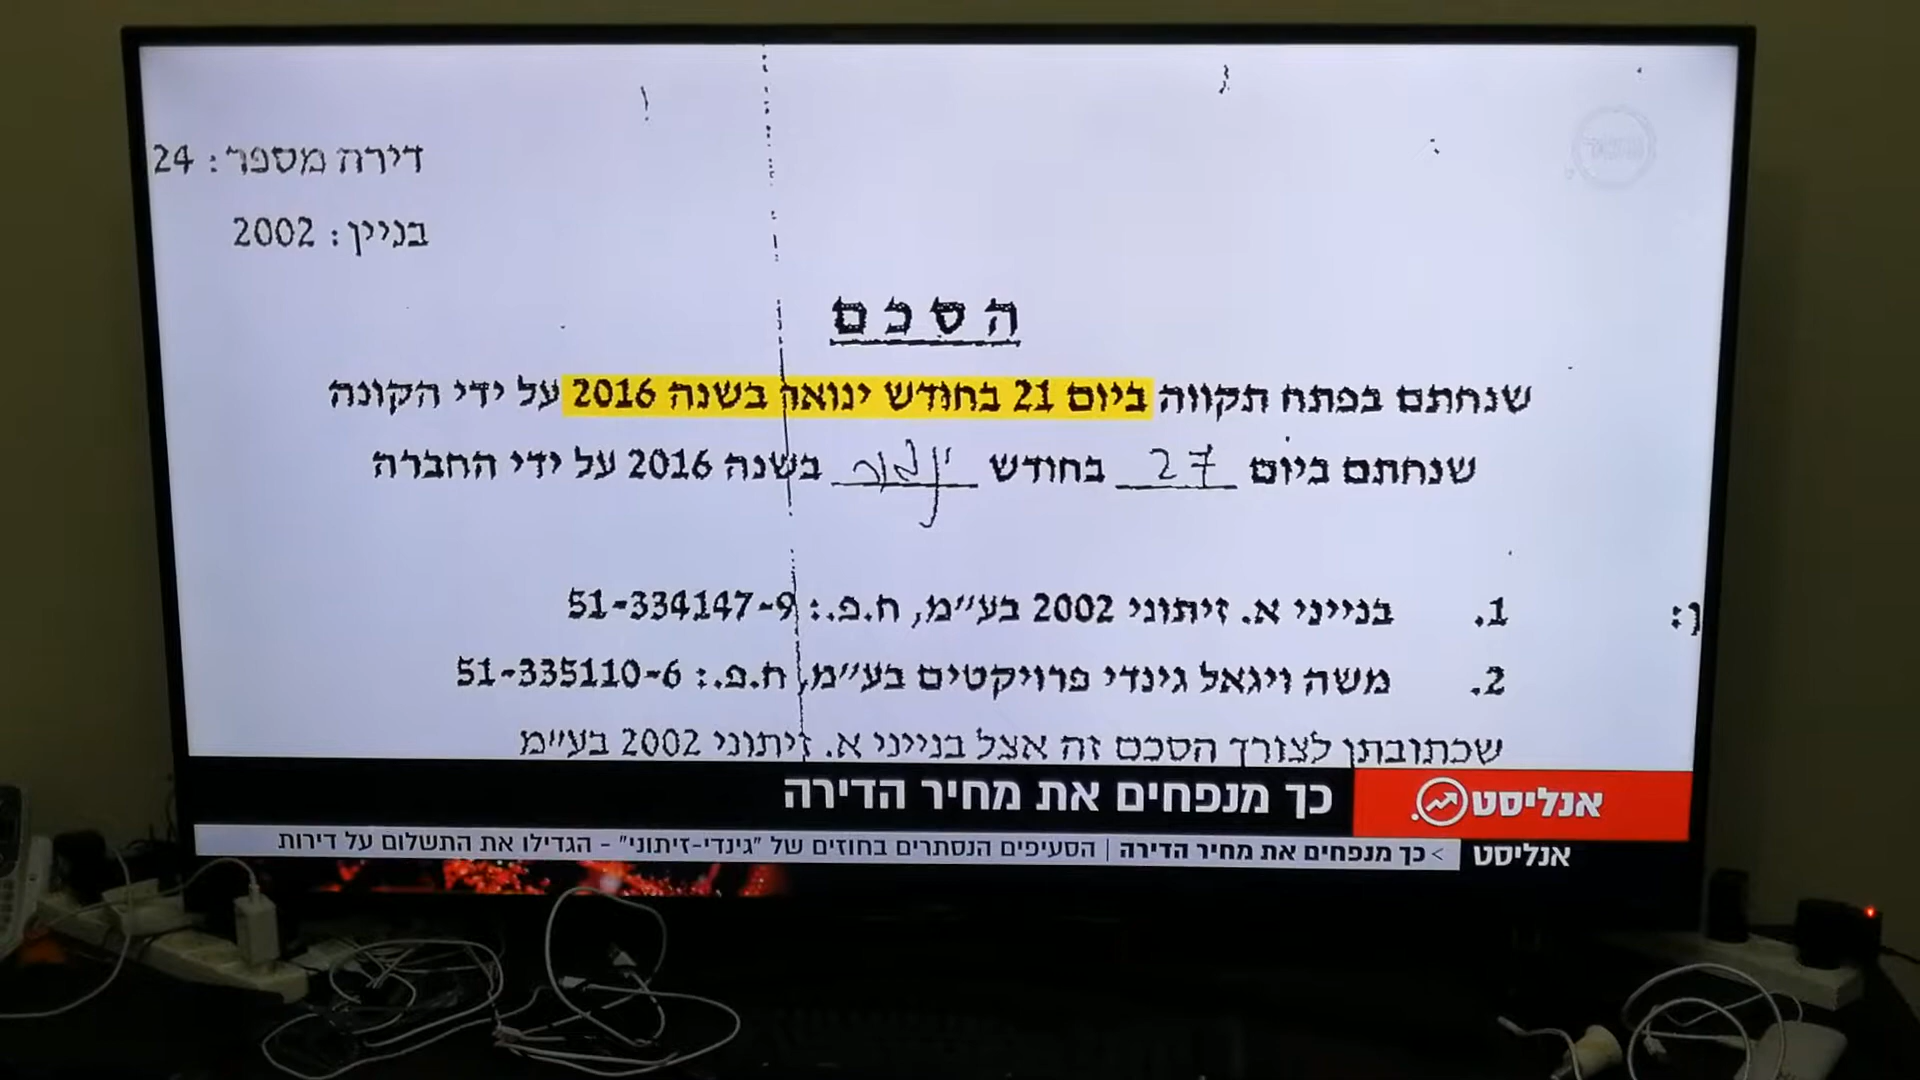 דירה מספר: 24
בניין: 2002
הסכם
שנחתם בפתח תקווה ביום 21 בחודש ינואר בשנה 2016 על ידי הקונה
שנחתם ביום 27 בחודש ינואר בשנה 2016 על ידי החברה
ן:
1. בנייני א. זיתוני 2002 בע״מ, ח.פ.: 51-334147-9
2. משה ויגאל גינדי פרויקטים בע״מ, ח.פ.: 51-335110-6
שכתובתן לצורך הסכם זה אצל בנייני א. זיתוני 2002 בע״מ
אנליסט כך מנפחים את מחיר הדירה
אנליסט > כך מנפחים את מחיר הדירה | הסעיפים הנסתרים בחוזים של "גינדי-זיתוני" - הגדילו את התשלום על דירות